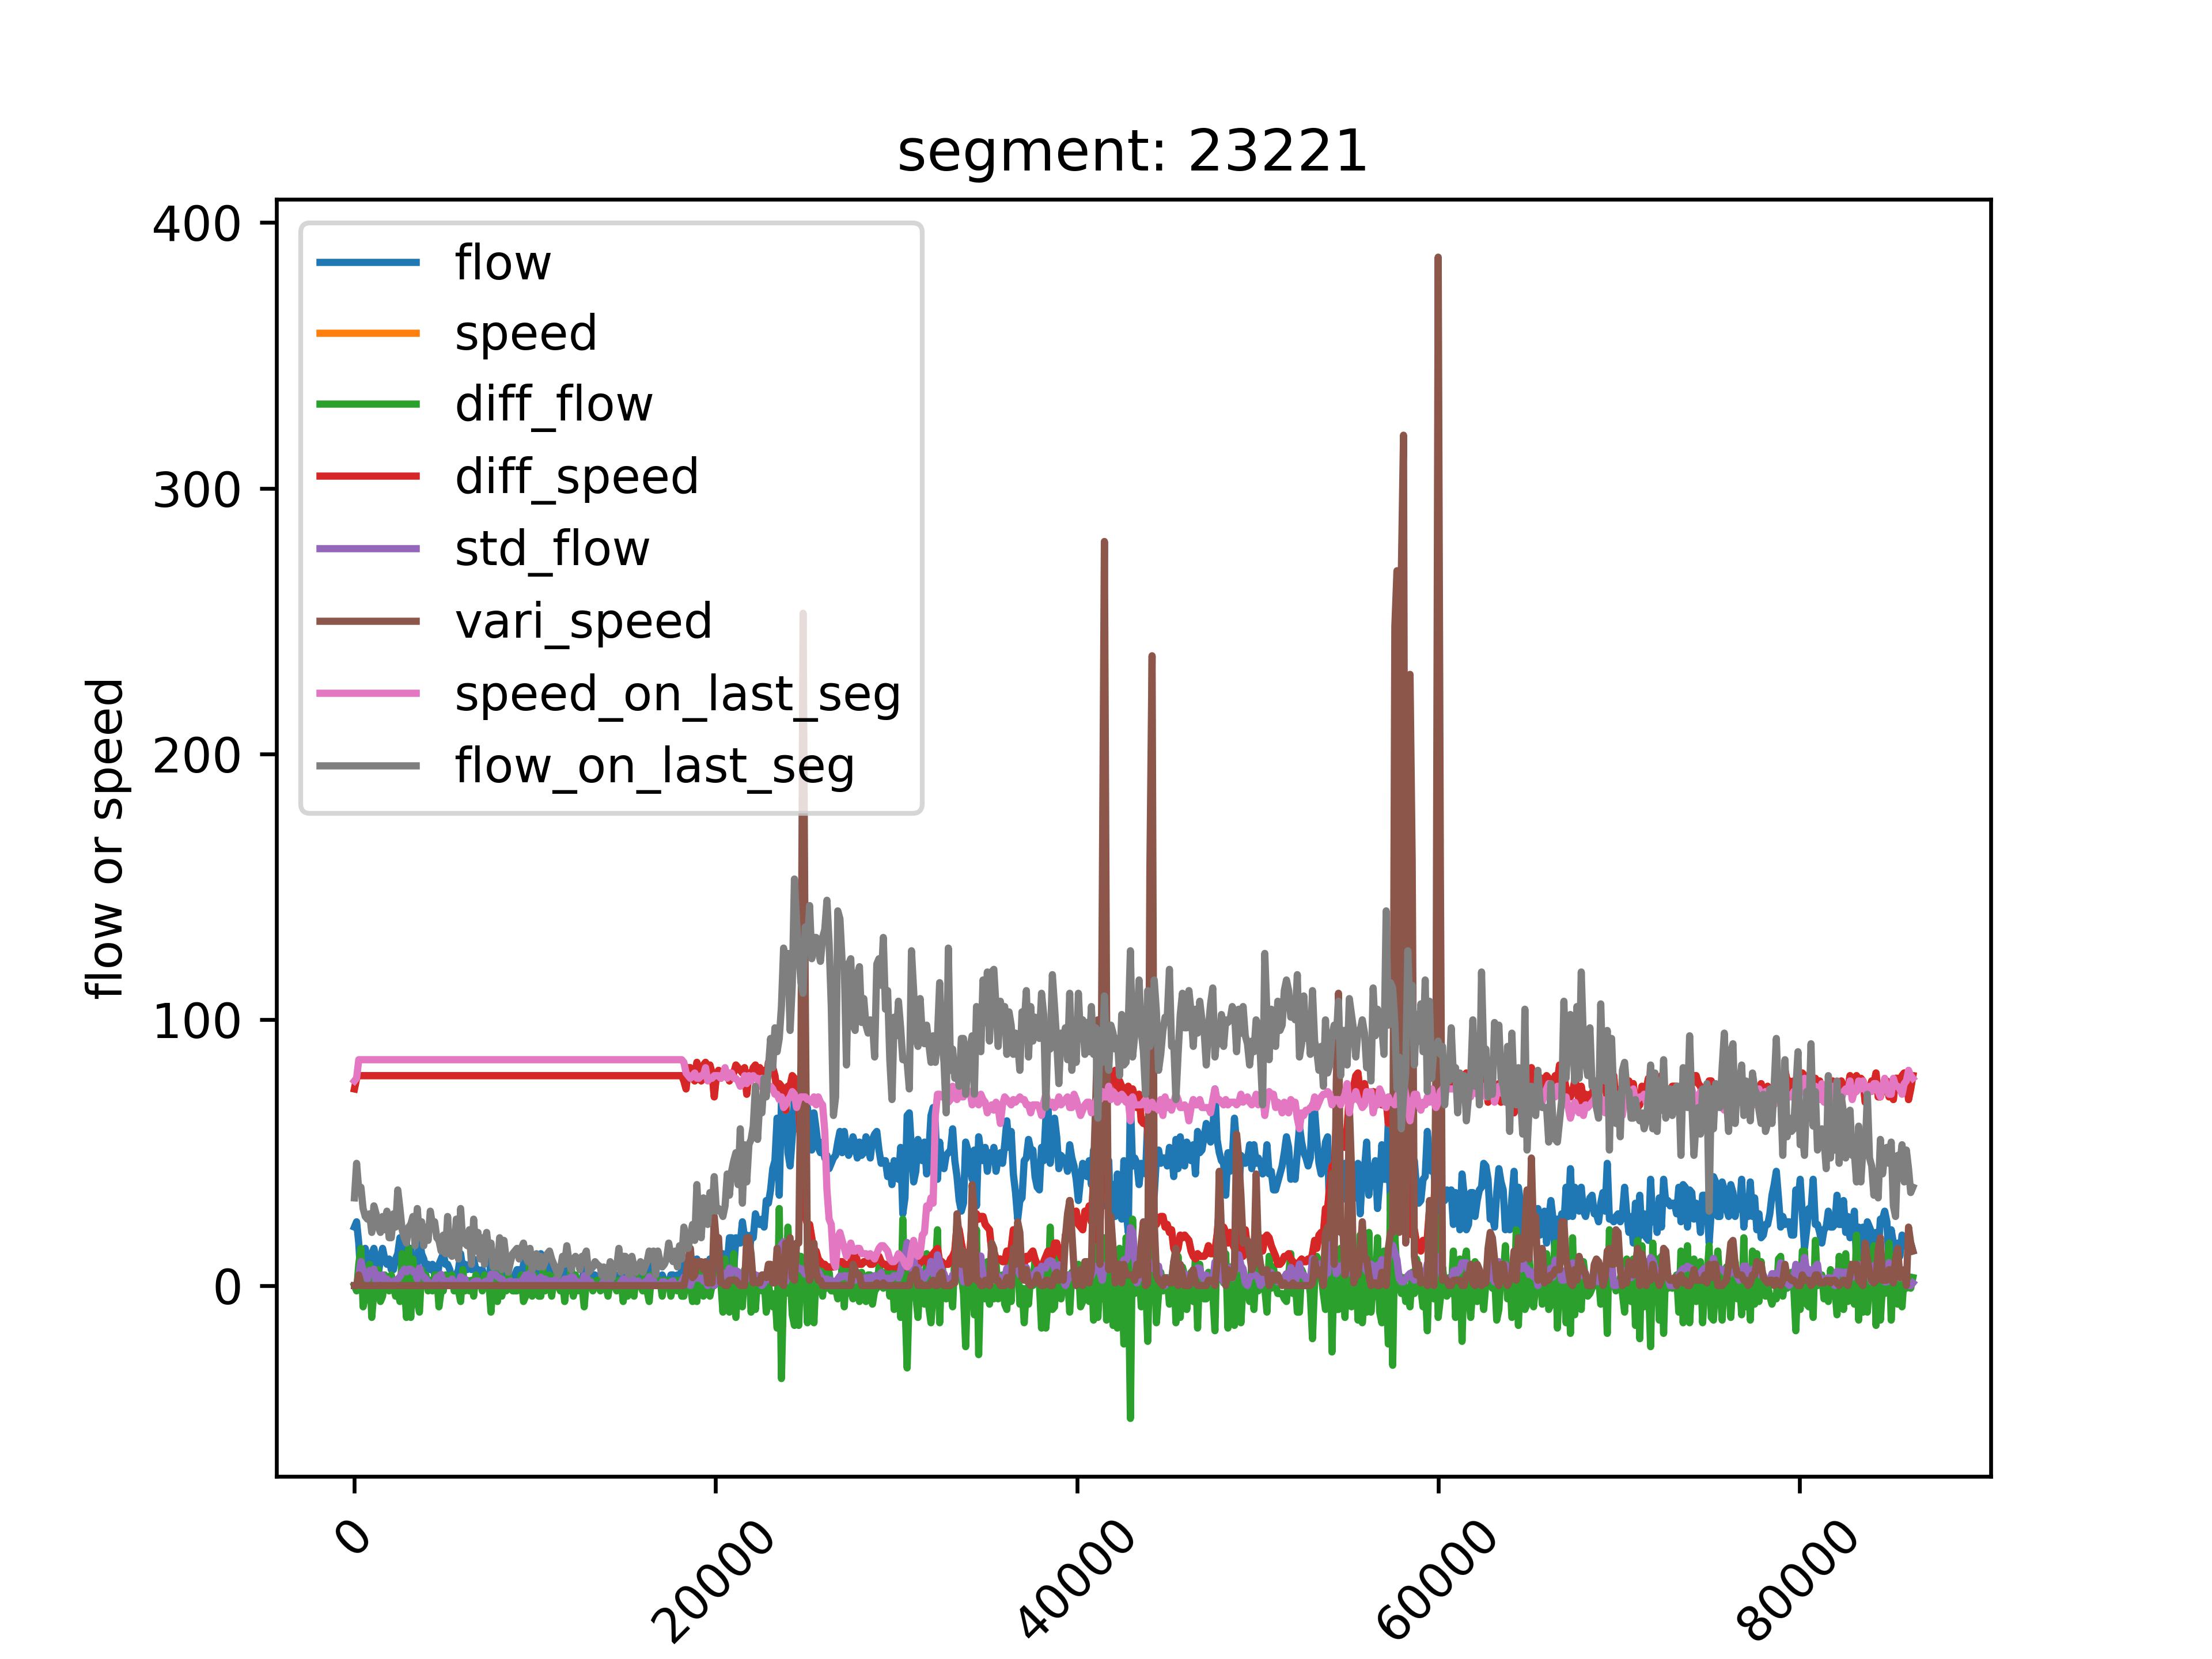 segment: 23221
400
300
200
100
0
flow or speed
flow
speed
diff_flow
diff_speed
std_flow
vari_speed
speed_on_last_seg
flow_on_last_seg
0
20000
40000
60000
80000